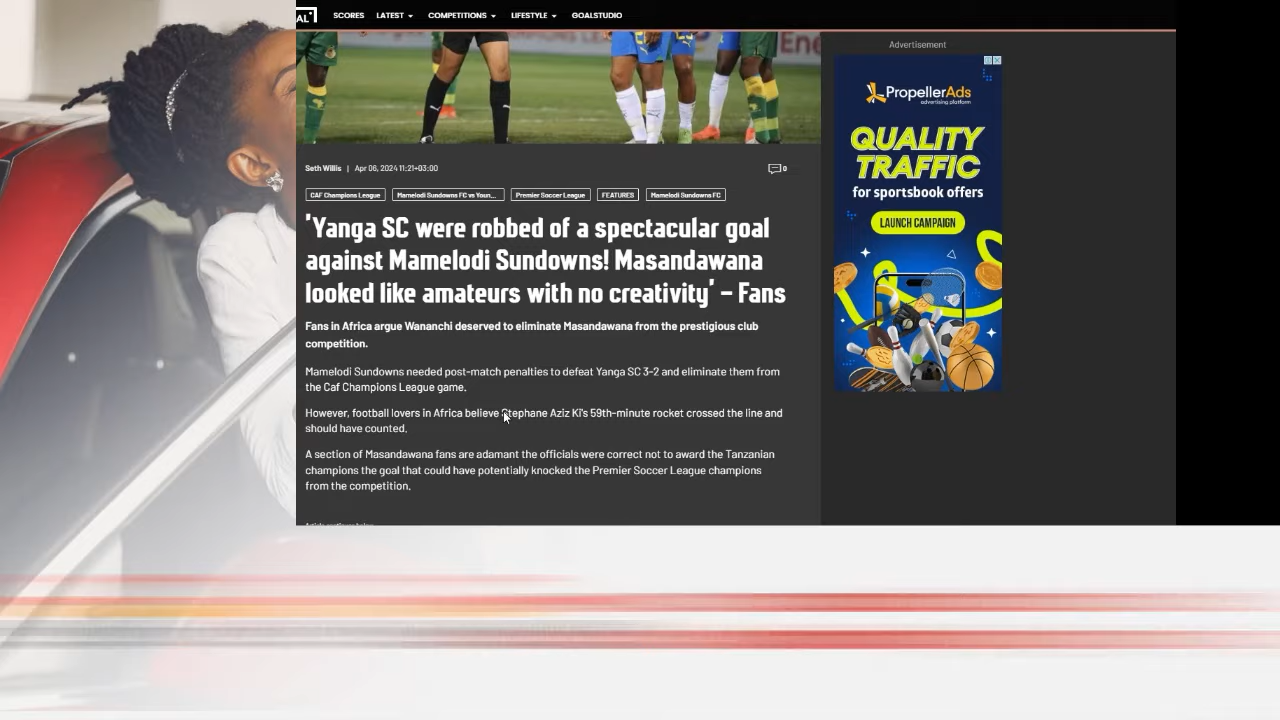 AL
SCORES LATEST COMPETITIONS LIFESTYLE GOALSTUDIO
Advertisement
PropellerAds
advertising platform
QUALITY
TRAFFIC
for sportsbook offers
LAUNCH CAMPAIGN
Seth Willis | Apr 06, 2024 11:21+03:00
0
CAF Champions League Mamelodi Sundowns FC vs Youn... Premier Soccer League FEATURES Mamelodi Sundowns FC
'Yanga SC were robbed of a spectacular goal
against Mamelodi Sundowns! Masandawana
looked like amateurs with no creativity' – Fans
Fans in Africa argue Wananchi deserved to eliminate Masandawana from the prestigious club
competition.
Mamelodi Sundowns needed post-match penalties to defeat Yanga SC 3-2 and eliminate them from
the Caf Champions League game.
However, football lovers in Africa believe Stephane Aziz Ki's 59th-minute rocket crossed the line and
should have counted.
A section of Masandawana fans are adamant the officials were correct not to award the Tanzanian
champions the goal that could have potentially knocked the Premier Soccer League champions
from the competition.